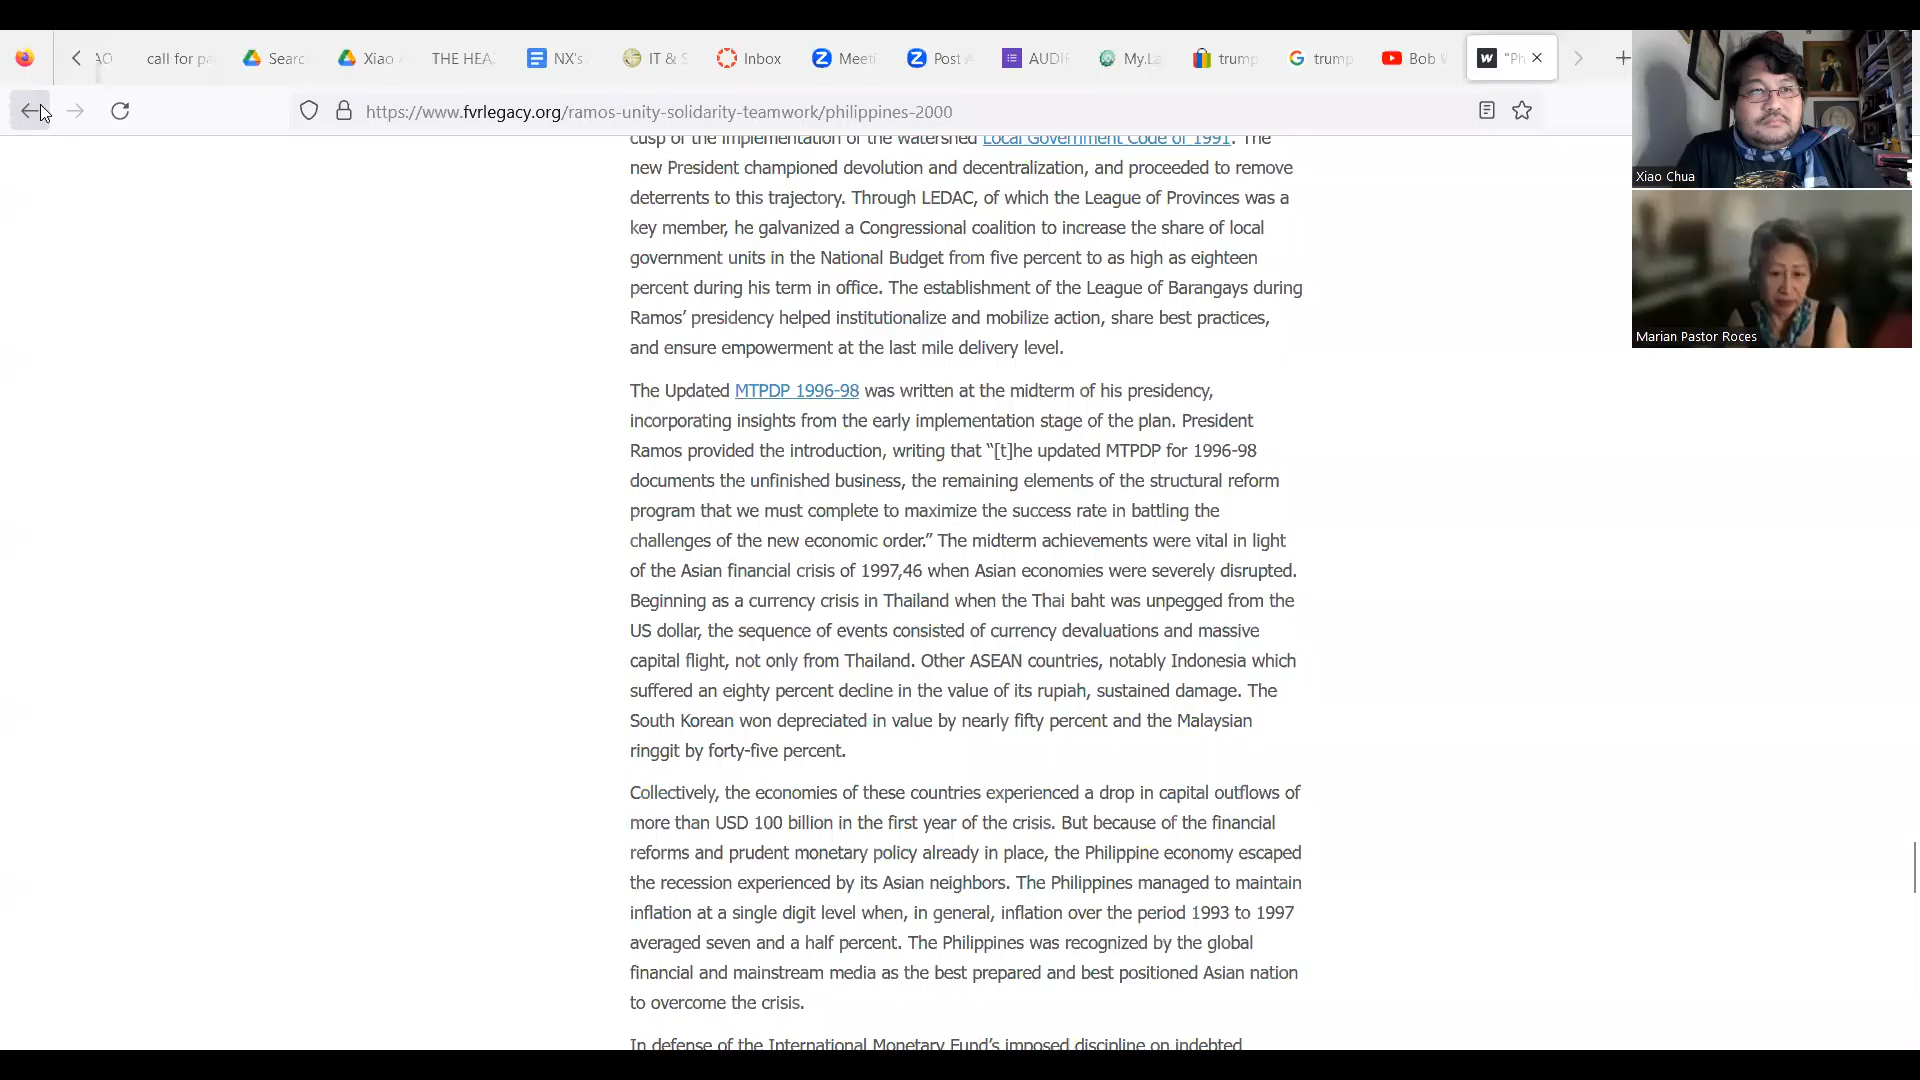 call for pa
Searc
Xiao
THE HEA
NX's
IT & S
Inbox
Meeti
Post A
AUDI
My.La
trump
trump
Bob
"Ph
https://www.fvrlegacy.org/ramos-unity-solidarity-teamwork/philippines-2000
cusp of the implementation of the watershed Local Government Code of 1991. The
new President championed devolution and decentralization, and proceeded to remove
deterrents to this trajectory. Through LEDAC, of which the League of Provinces was a
key member, he galvanized a Congressional coalition to increase the share of local
government units in the National Budget from five percent to as high as eighteen
percent during his term in office. The establishment of the League of Barangays during
Ramos’ presidency helped institutionalize and mobilize action, share best practices,
and ensure empowerment at the last mile delivery level.
The Updated MTPDP 1996-98 was written at the midterm of his presidency,
incorporating insights from the early implementation stage of the plan. President
Ramos provided the introduction, writing that “[t]he updated MTPDP for 1996-98
documents the unfinished business, the remaining elements of the structural reform
program that we must complete to maximize the success rate in battling the
challenges of the new economic order.” The midterm achievements were vital in light
of the Asian financial crisis of 1997,46 when Asian economies were severely disrupted.
Beginning as a currency crisis in Thailand when the Thai baht was unpegged from the
US dollar, the sequence of events consisted of currency devaluations and massive
capital flight, not only from Thailand. Other ASEAN countries, notably Indonesia which
suffered an eighty percent decline in the value of its rupiah, sustained damage. The
South Korean won depreciated in value by nearly fifty percent and the Malaysian
ringgit by forty-five percent.
Collectively, the economies of these countries experienced a drop in capital outflows of
more than USD 100 billion in the first year of the crisis. But because of the financial
reforms and prudent monetary policy already in place, the Philippine economy escaped
the recession experienced by its Asian neighbors. The Philippines managed to maintain
inflation at a single digit level when, in general, inflation over the period 1993 to 1997
averaged seven and a half percent. The Philippines was recognized by the global
financial and mainstream media as the best prepared and best positioned Asian nation
to overcome the crisis.
In defense of the International Monetary Fund’s imposed discipline on indebted
Xiao Chua
Marian Pastor Roces